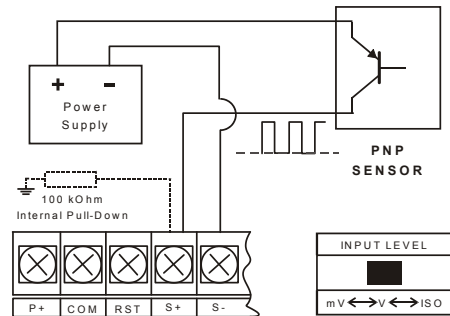 + -
Power
Supply
PNP
SENSOR
100 kOhm
Internal Pull-Down
INPUT LEVEL
mV ⟷ V ⟷ ISO
P+ COM RST S+ S-